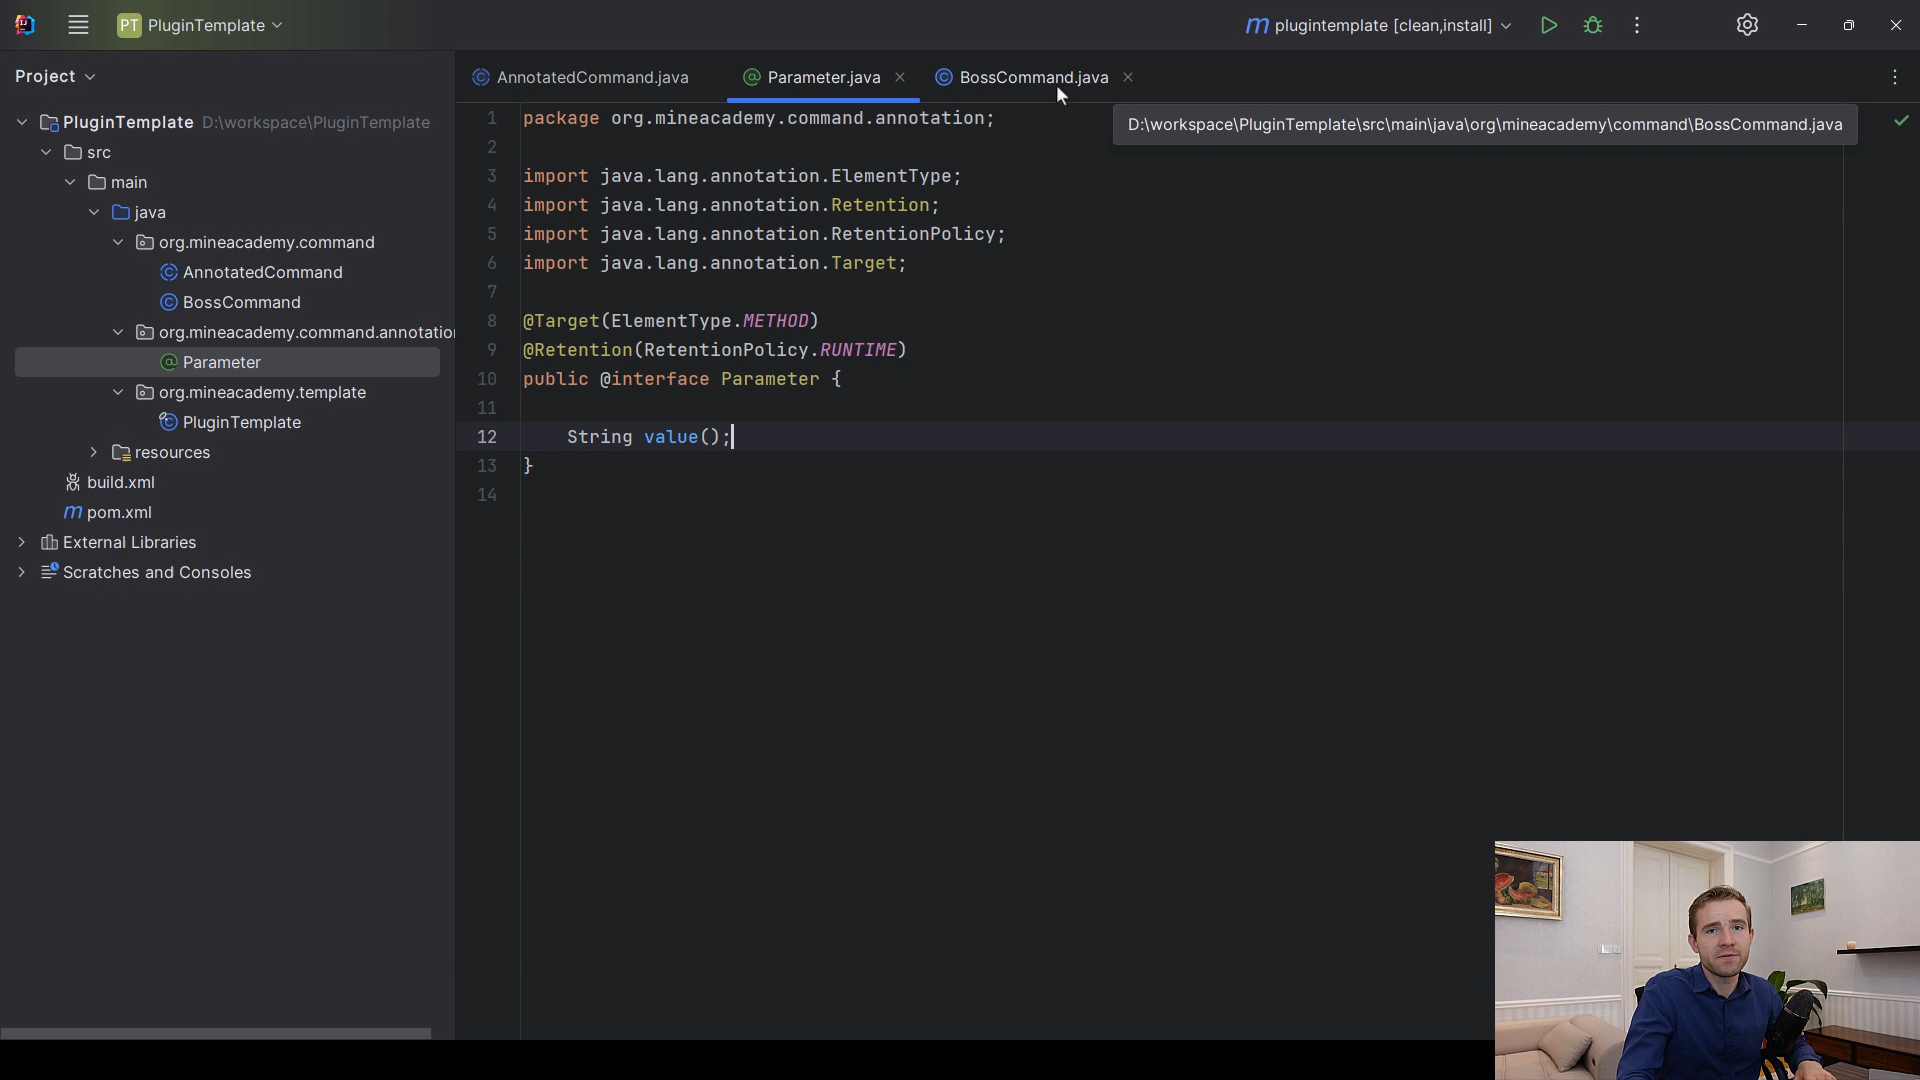 PT PluginTemplate
m plugintemplate [clean,install]
Project
AnnotatedCommand.java
Parameter.java
BossCommand.java
D:\workspace\PluginTemplate\src\main\java\org\mineacademy\command\BossCommand.java
PluginTemplate D:\workspace\PluginTemplate
src
main
java
org.mineacademy.command
AnnotatedCommand
BossCommand
org.mineacademy.command.annotatio
Parameter
org.mineacademy.template
PluginTemplate
resources
build.xml
m pom.xml
External Libraries
Scratches and Consoles
1 package org.mineacademy.command.annotation;
2
3 import java.lang.annotation.ElementType;
4 import java.lang.annotation.Retention;
5 import java.lang.annotation.RetentionPolicy;
6 import java.lang.annotation.Target;
7
8 @Target(ElementType.METHOD)
9 @Retention(RetentionPolicy.RUNTIME)
10 public @interface Parameter {
11
12 String value();
13 }
14